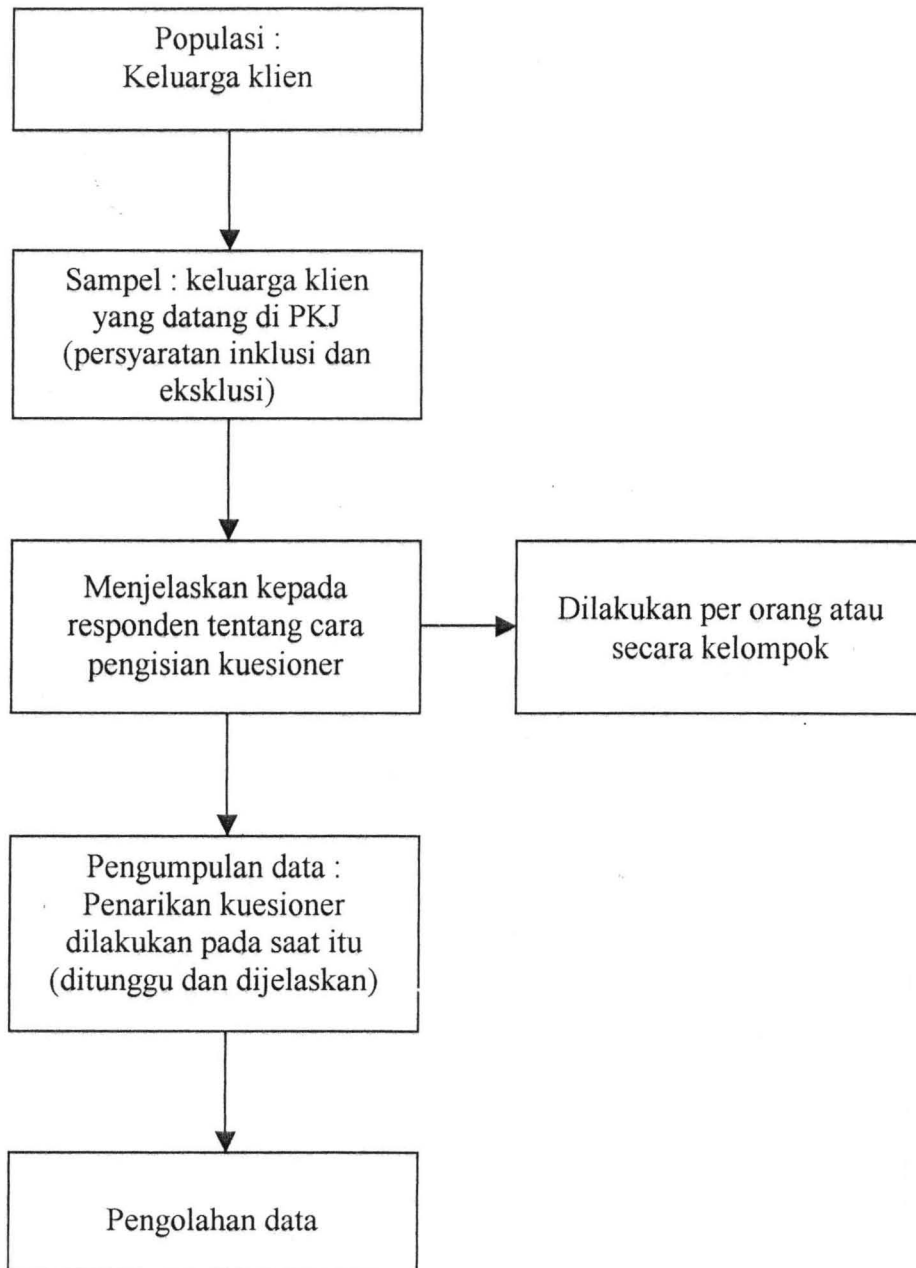 Populasi :
Keluarga klien
Sampel : keluarga klien
yang datang di PKJ
(persyaratan inklusi dan
eksklusi)
Menjelaskan kepada
responden tentang cara
pengisian kuesioner
Dilakukan per orang atau
secara kelompok
Pengumpulan data :
Penarikan kuesioner
dilakukan pada saat itu
(ditunggu dan dijelaskan)
Pengolahan data